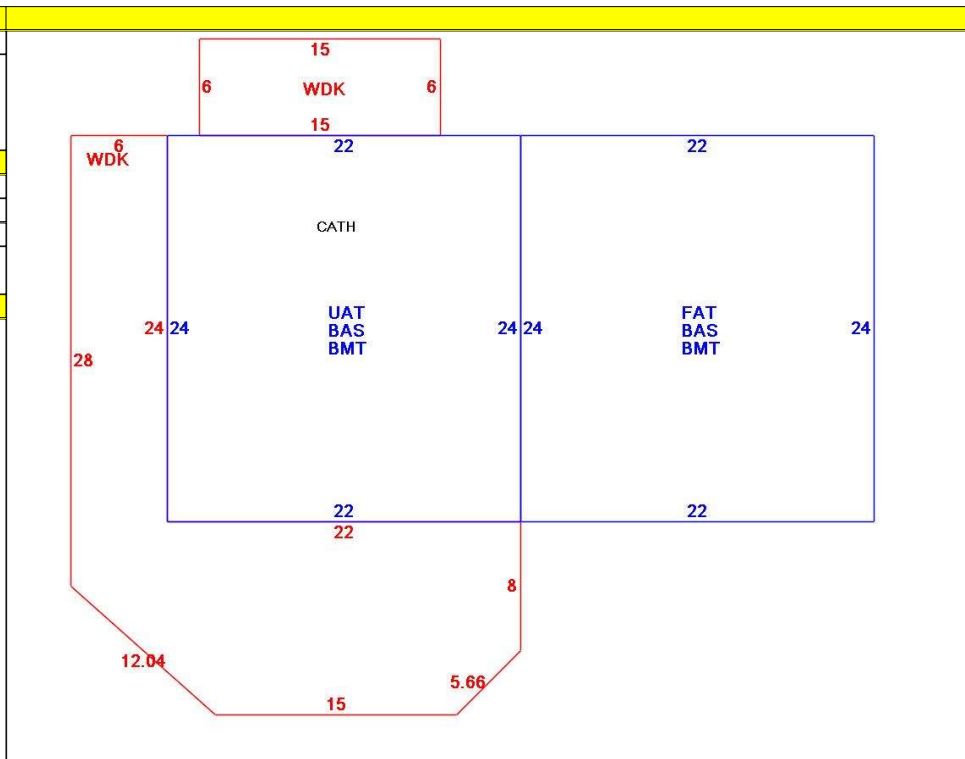 15
6 WDK 6
15
6
WDK
22 22
CATH
UAT FAT
BAS BAS
BMT BMT
24 24 24 24 24
28
22 22
22
8
12.04
5.66
15